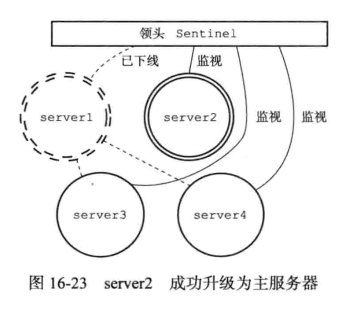 领头 Sentinel
已下线
监视
server1
server2
监视
监视
server3
server4
图 16-23 server2 成功升级为主服务器